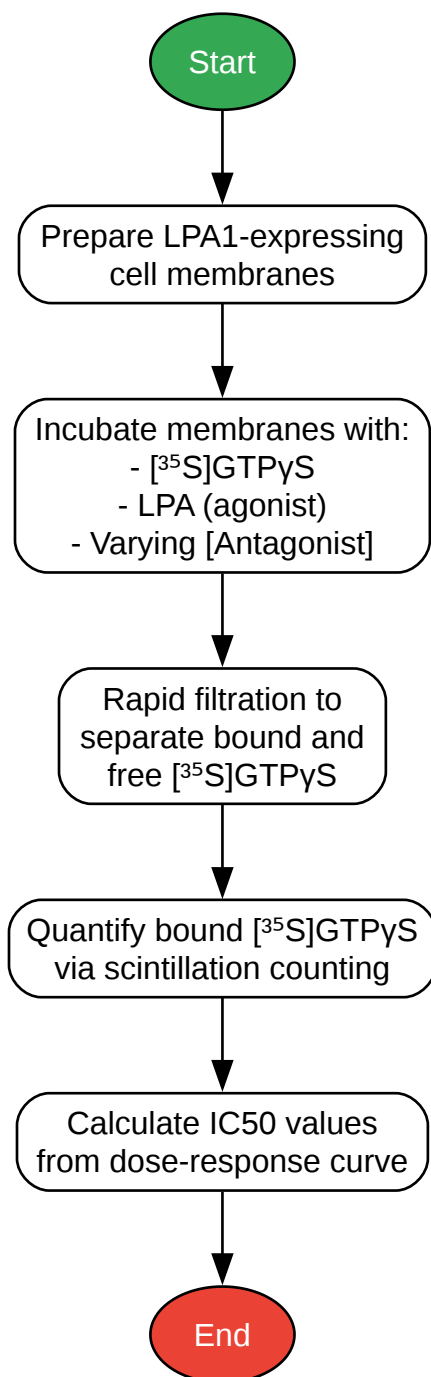 Start
Prepare LPA1-expressing
cell membranes
Incubate membranes with:
- [³⁵S]GTPγS
- LPA (agonist)
- Varying [Antagonist]
Rapid filtration to
separate bound and
free [³⁵S]GTPγS
Quantify bound [³⁵S]GTPγS
via scintillation counting
Calculate IC50 values
from dose-response curve
End